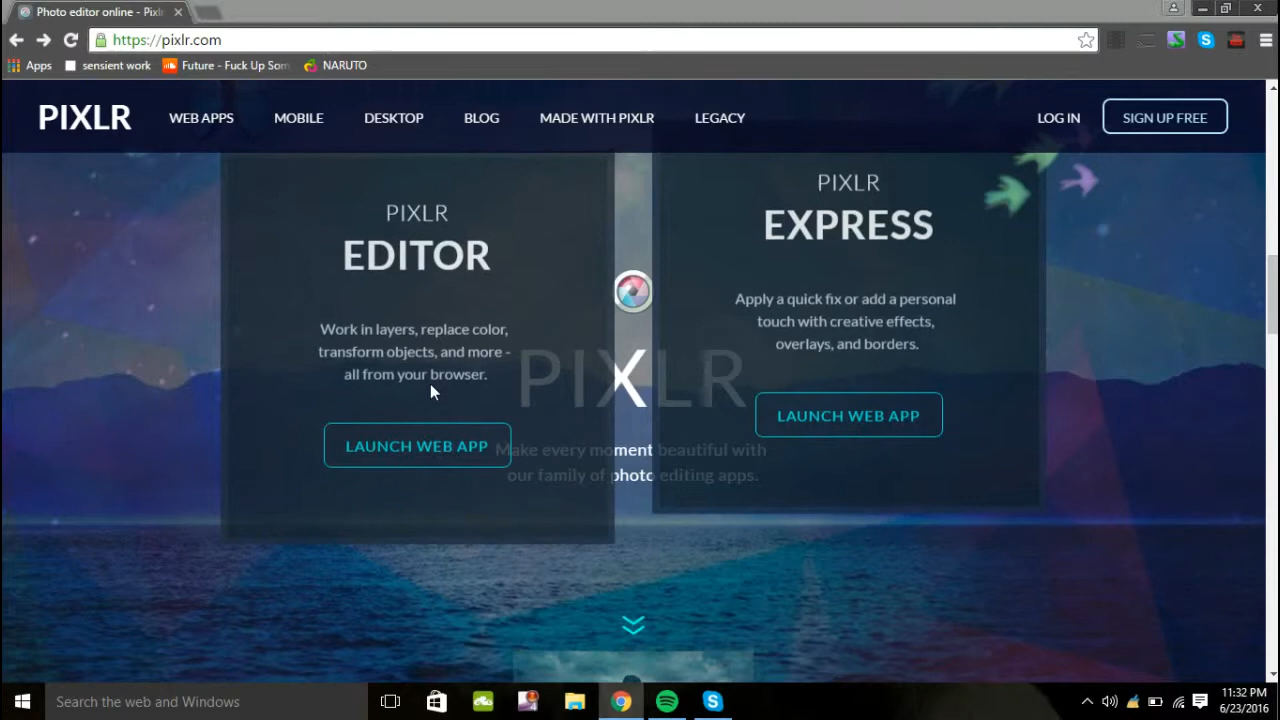 Photo editor online - Pixlr
https://pixlr.com
Apps
sensient work
Future - Fuck Up Som
NARUTO
PIXLR
WEB APPS
MOBILE
DESKTOP
BLOG
MADE WITH PIXLR
LEGACY
LOG IN
SIGN UP FREE
PIXLR
EDITOR
Work in layers, replace color,
transform objects, and more -
all from your browser.
LAUNCH WEB APP
PIXLR
EXPRESS
Apply a quick fix or add a personal
touch with creative effects,
overlays, and borders.
LAUNCH WEB APP
PIXLR
Make every moment beautiful with
our family of photo editing apps.
Search the web and Windows
11:32 PM
6/23/2016